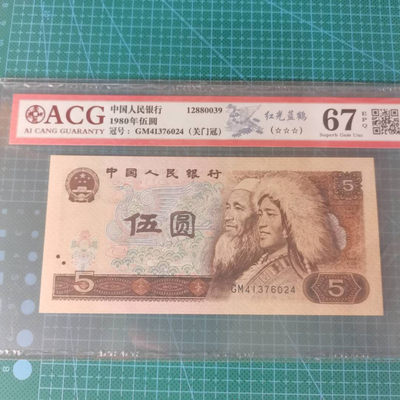 ACG
AI CANG GUARANTY
中国人民银行
1980年伍圆
冠号：GM41376024（关门冠）
12880039
红光蓝鹤
(☆☆☆)
67 EPQ
Superb Gem Unc
中国人民银行
5
伍圆
GM41376024
5
5